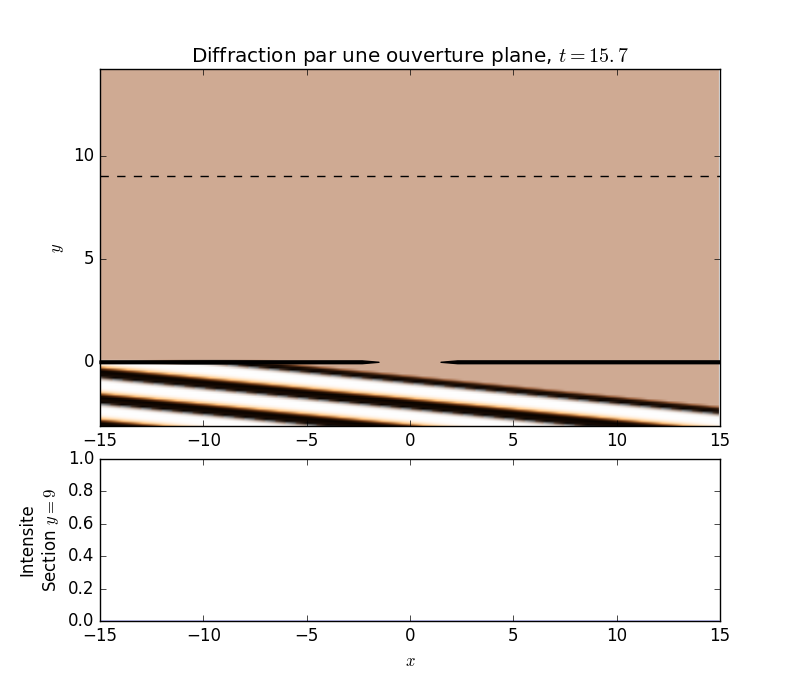 Diffraction par une ouverture plane, t = 15.7
10
5
0
y
−15 −10 −5 0 5 10 15
1.0
0.8
0.6
0.4
0.2
0.0
Intensite
Section y = 9
−15 −10 −5 0 5 10 15
x